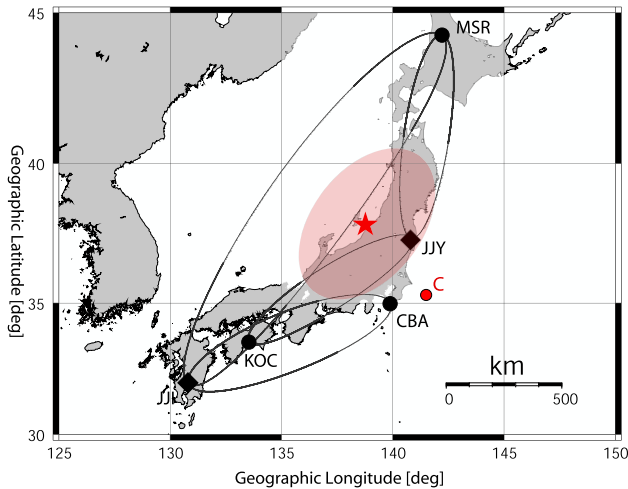 45
MSR
40
Geographic Latitude [deg]
JJY
C
35
CBA
KOC
km
JJI
0
500
30
125
130
135
140
145
150
Geographic Longitude [deg]